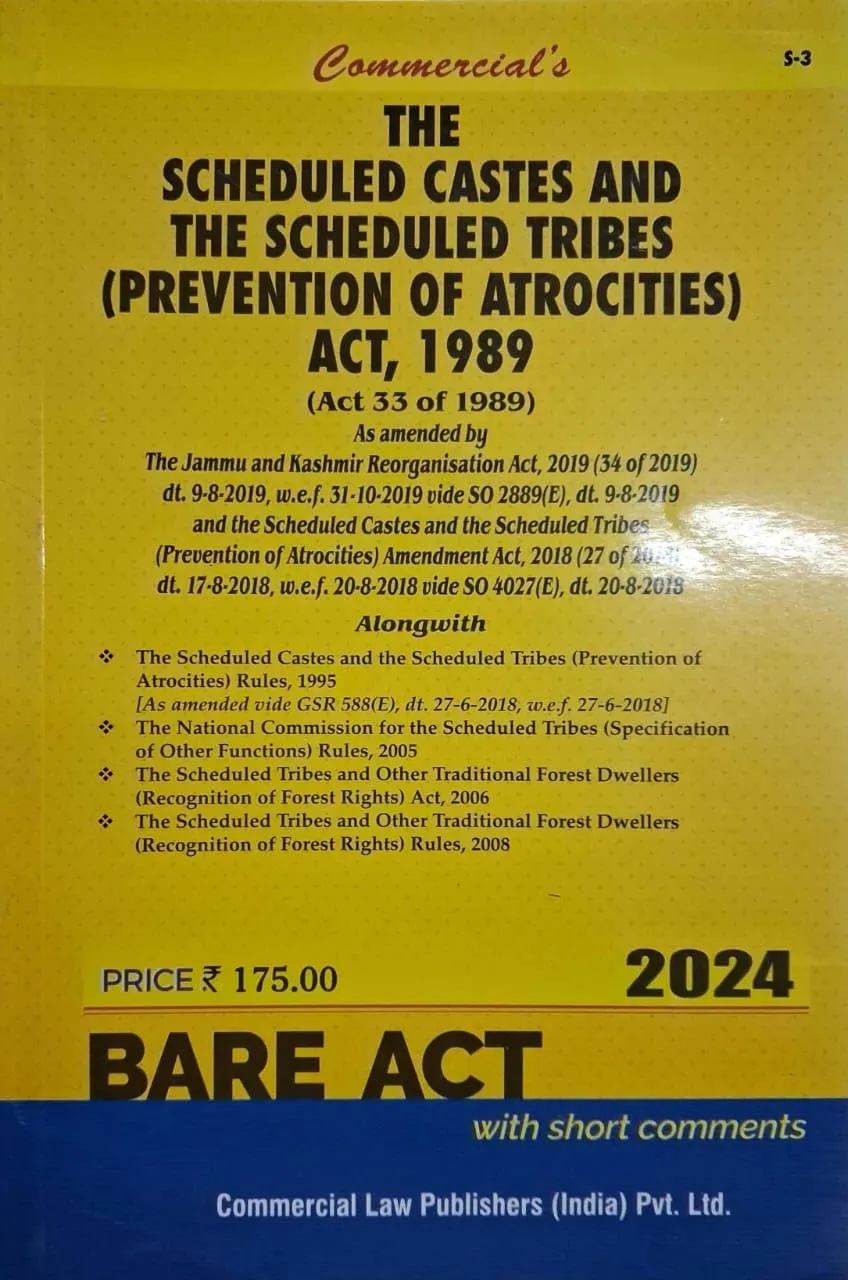 Commercial's
S-3
THE
SCHEDULED CASTES AND
THE SCHEDULED TRIBES
(PREVENTION OF ATROCITIES)
ACT, 1989
(Act 33 of 1989)
As amended by
The Jammu and Kashmir Reorganisation Act, 2019 (34 of 2019)
dt. 9-8-2019, w.e.f. 31-10-2019 vide SO 2889(E), dt. 9-8-2019
and the Scheduled Castes and the Scheduled Tribes
(Prevention of Atrocities) Amendment Act, 2018 (27 of
dt. 17-8-2018, w.e.f. 20-8-2018 vide SO 4027(E), dt. 20-8-2018
Alongwith
❖ The Scheduled Castes and the Scheduled Tribes (Prevention of
Atrocities) Rules, 1995
[As amended vide GSR 588(E), dt. 27-6-2018, w.e.f. 27-6-2018]
❖ The National Commission for the Scheduled Tribes (Specification
of Other Functions) Rules, 2005
❖ The Scheduled Tribes and Other Traditional Forest Dwellers
(Recognition of Forest Rights) Act, 2006
❖ The Scheduled Tribes and Other Traditional Forest Dwellers
(Recognition of Forest Rights) Rules, 2008
PRICE ₹ 175.00
2024
BARE ACT
with short comments
Commercial Law Publishers (India) Pvt. Ltd.